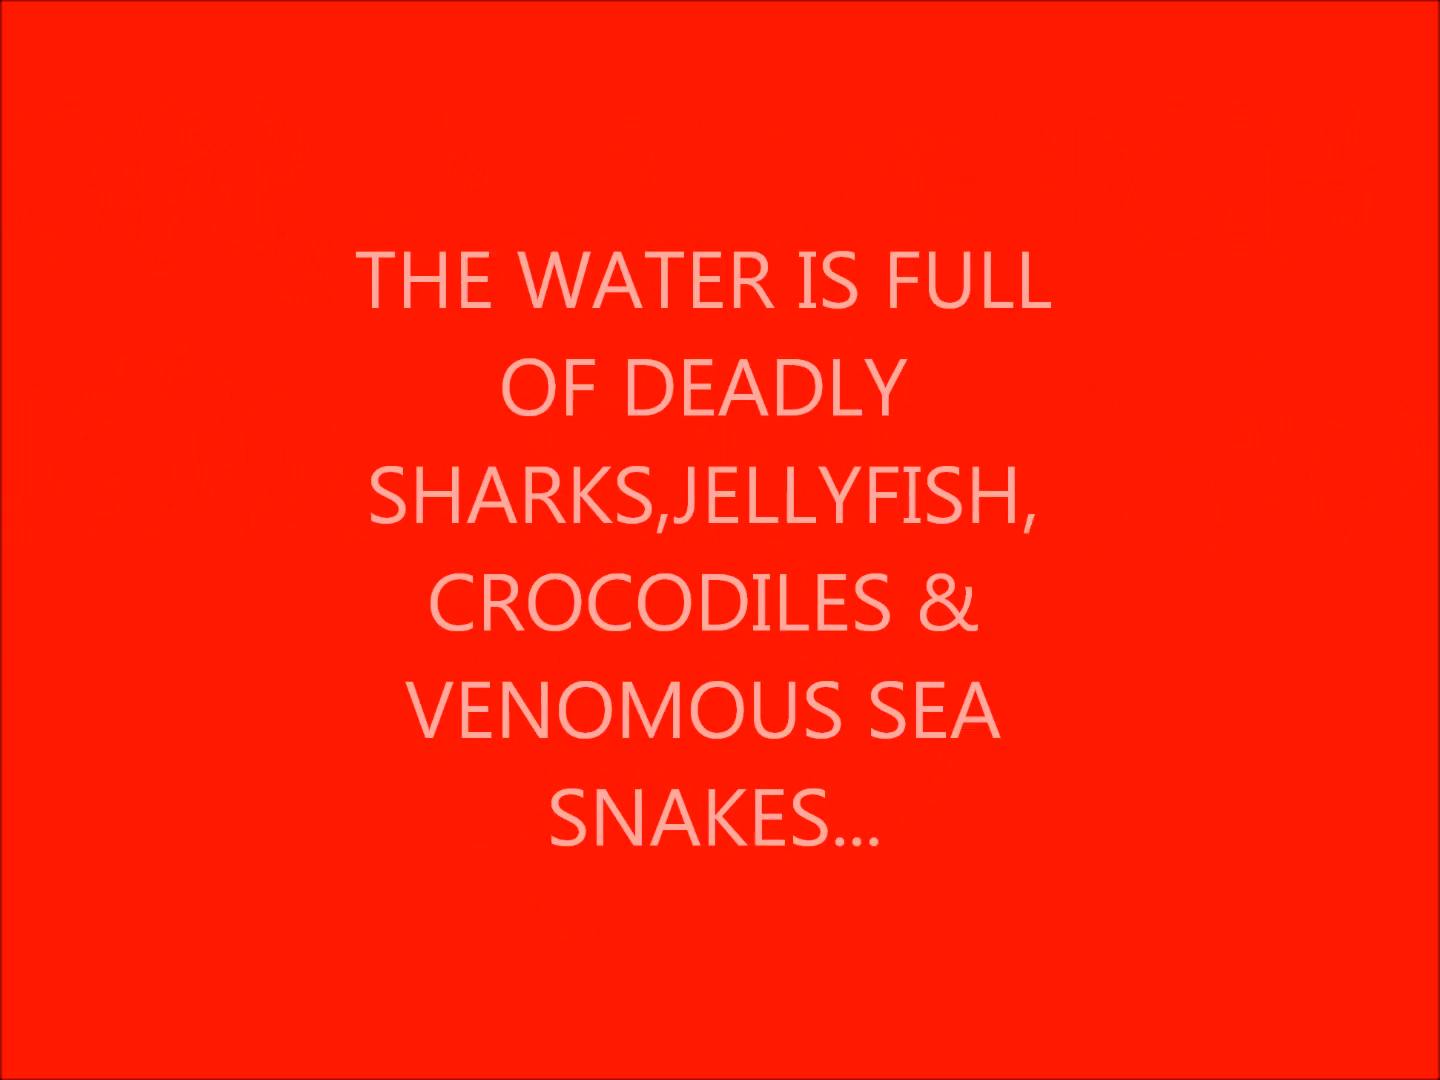 THE WATER IS FULL
OF DEADLY
SHARKS,JELLYFISH,
CROCODILES &
VENOMOUS SEA
SNAKES...